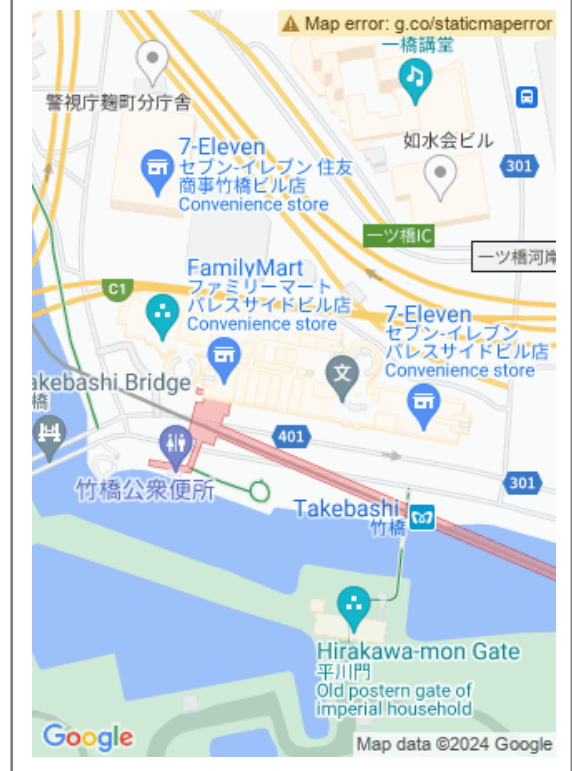 Map error: g.co/staticmaperror
一橋講堂
警視庁麴町分庁舎
7-Eleven
セブン-イレブン 住友
商事竹橋ビル店
Convenience store
如水会ビル
301
一ツ橋IC
一ツ橋河岸
C1
FamilyMart
ファミリーマート
パレスサイドビル店
Convenience store
7-Eleven
セブン-イレブン
パレスサイドビル店
Convenience store
文
akebashi Bridge
橋
401
301
竹橋公衆便所
Takebashi
竹橋
Hirakawa-mon Gate
平川門
Old postern gate of
imperial household
Google
Map data ©2024 Google